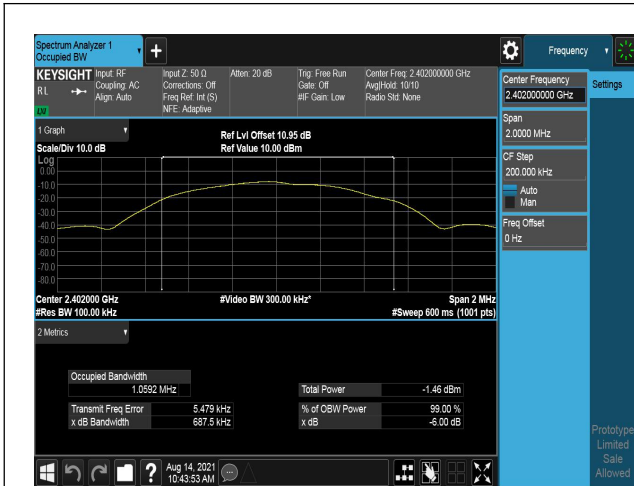 Spectrum Analyzer 1
Occupied BW
Frequency
KEYSIGHT
RL
Input: RF
Coupling: AC
Align: Auto
Input Z: 50 Ω
Corrections: Off
Freq Ref: Int (S)
NFE: Adaptive
Atten: 20 dB
Trig: Free Run
Gate: Off
#IF Gain: Low
Center Freq: 2.402000000 GHz
Avg|Hold: 10/10
Radio Std: None
Center Frequency
2.402000000 GHz
Settings
Span
2.0000 MHz
CF Step
200.000 kHz
Auto
Man
Freq Offset
0 Hz
1 Graph
Scale/Div 10.0 dB
Ref Lvl Offset 10.95 dB
Ref Value 10.00 dBm
Log
0.00
-10.0
-20.0
-30.0
-40.0
-50.0
-60.0
-70.0
-80.0
Center 2.402000 GHz
#Res BW 100.00 kHz
#Video BW 300.00 kHz*
Span 2 MHz
#Sweep 600 ms (1001 pts)
2 Metrics
Occupied Bandwidth
1.0592 MHz
Total Power -1.46 dBm
Transmit Freq Error 5.479 kHz
% of OBW Power 99.00 %
x dB Bandwidth 687.5 kHz
x dB -6.00 dB
Prototype
Limited
Sale
Allowed
?
Aug 14, 2021
10:43:53 AM